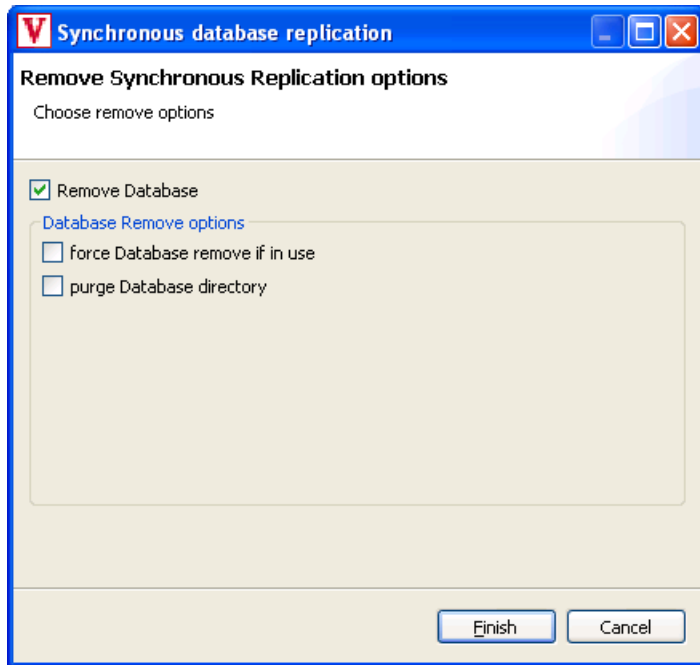 V Synchronous database replication
Remove Synchronous Replication options
Choose remove options
Remove Database
Database Remove options
force Database remove if in use
purge Database directory
Finish
Cancel